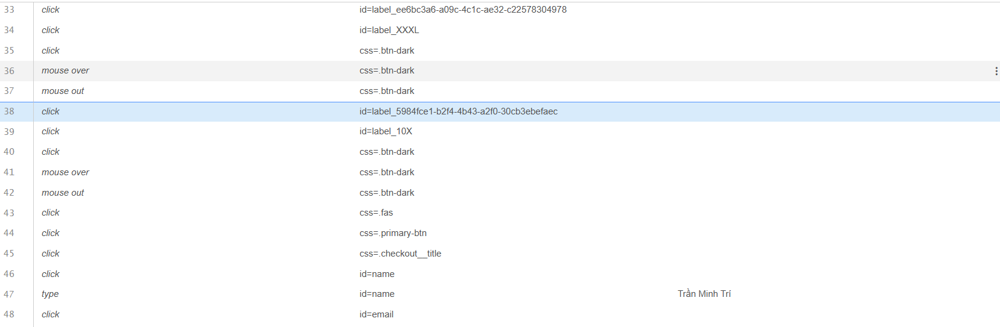 33 click id=label_ee6bc3a6-a09c-4c1c-ae32-c22578304978
34 click id=label_XXXL
35 click css=.btn-dark
36 mouse over css=.btn-dark
37 mouse out css=.btn-dark
38 click id=label_5984fce1-b2f4-4b43-a2f0-30cb3ebefaec
39 click id=label_10X
40 click css=.btn-dark
41 mouse over css=.btn-dark
42 mouse out css=.btn-dark
43 click css=.fas
44 click css=.primary-btn
45 click css=.checkout__title
46 click id=name
47 type id=name Trần Minh Trí
48 click id=email